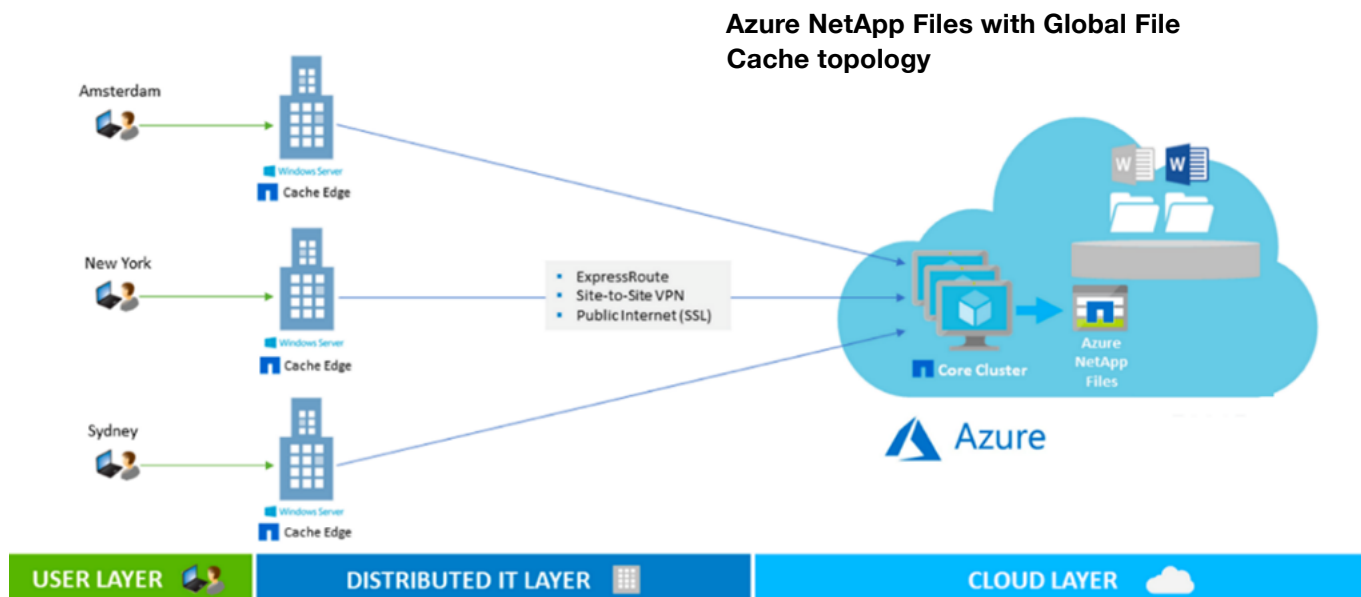 Azure NetApp Files with Global File
Cache topology
Amsterdam
Windows Server
Cache Edge
New York
Windows Server
Cache Edge
Sydney
Windows Server
Cache Edge
▪ ExpressRoute
▪ Site-to-Site VPN
▪ Public Internet (SSL)
W
W
Core Cluster
Azure
NetApp
Files
Azure
USER LAYER
DISTRIBUTED IT LAYER
CLOUD LAYER